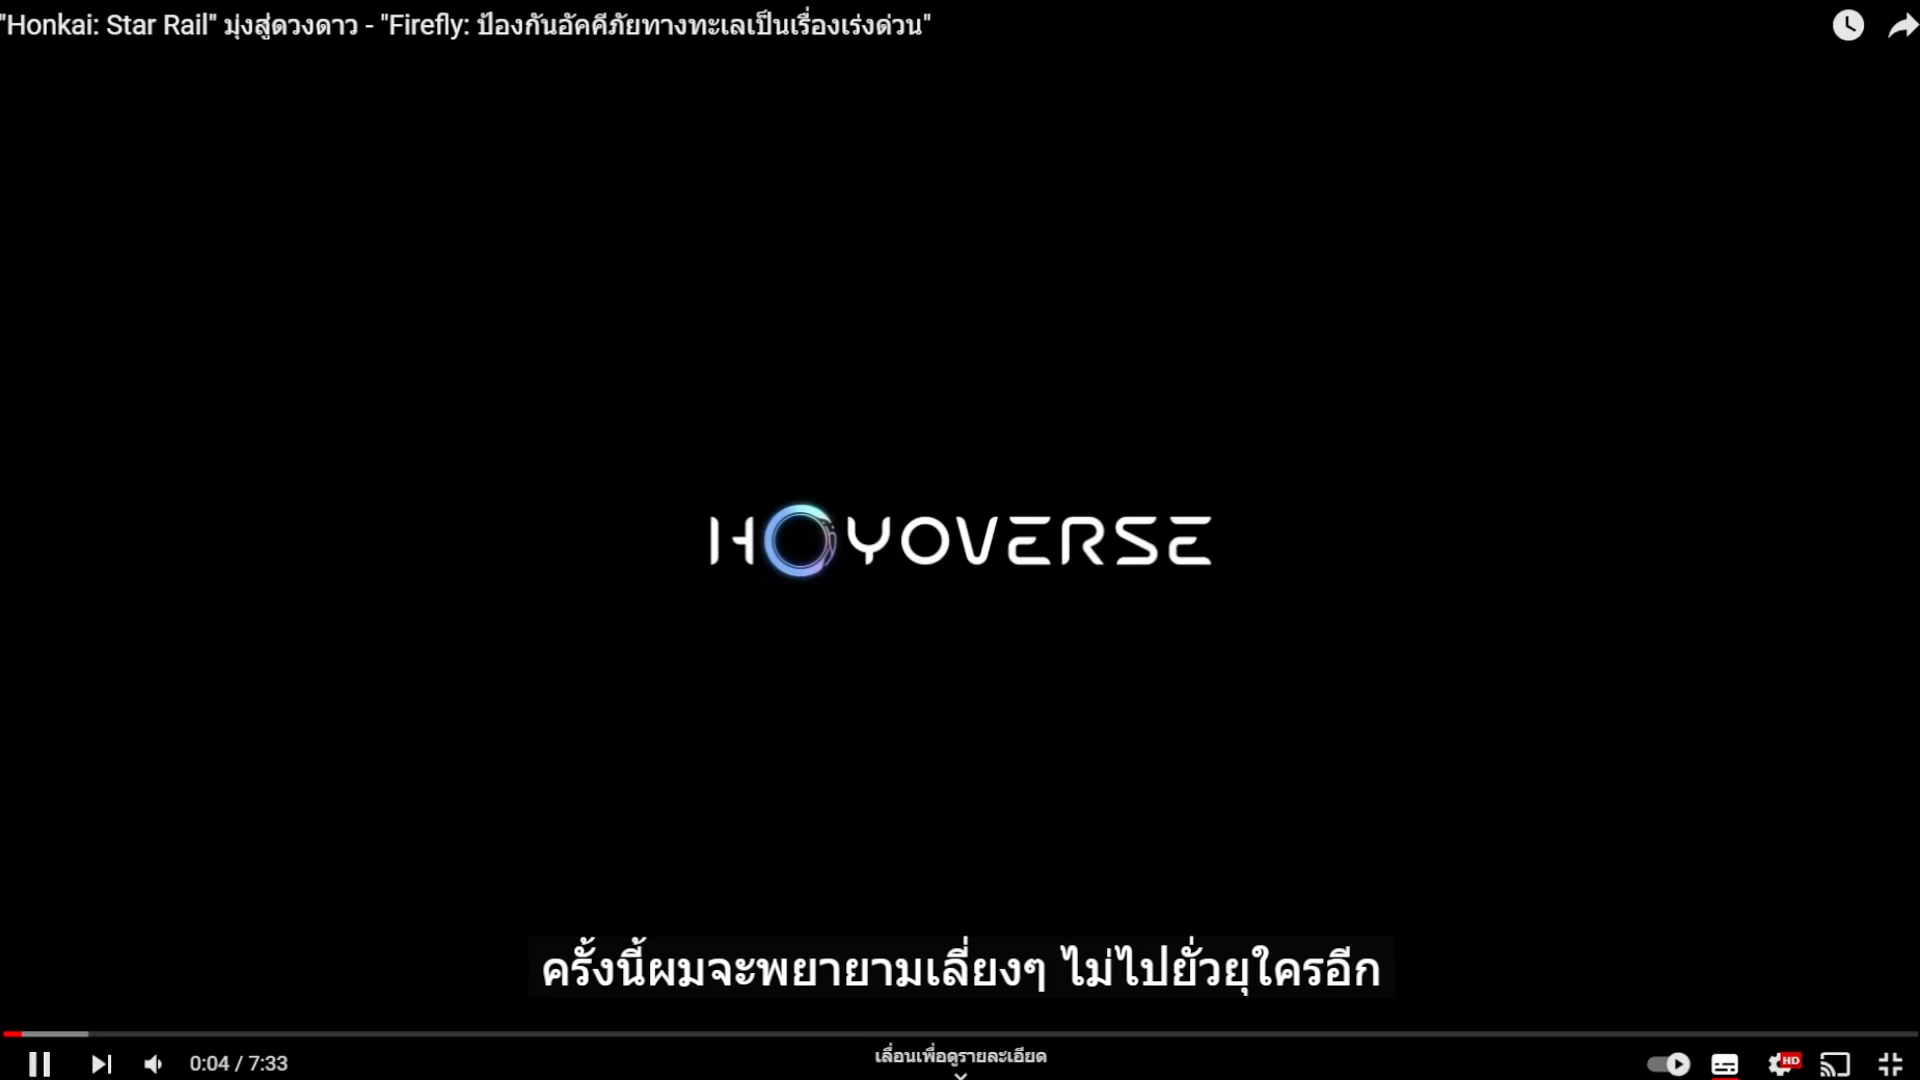 "Honkai: Star Rail" มุ่งสู่ดวงดาว - "Firefly: ป้องกันอัคคีภัยทางทะเลเป็นเรื่องเร่งด่วน"
HOYOVERSE
ครั้งนี้ผมจะพยายามเลี่ยงๆ ไม่ไปยั่วยุใครอีก
เลื่อนเพื่อดูรายละเอียด
0:04 / 7:33
HD